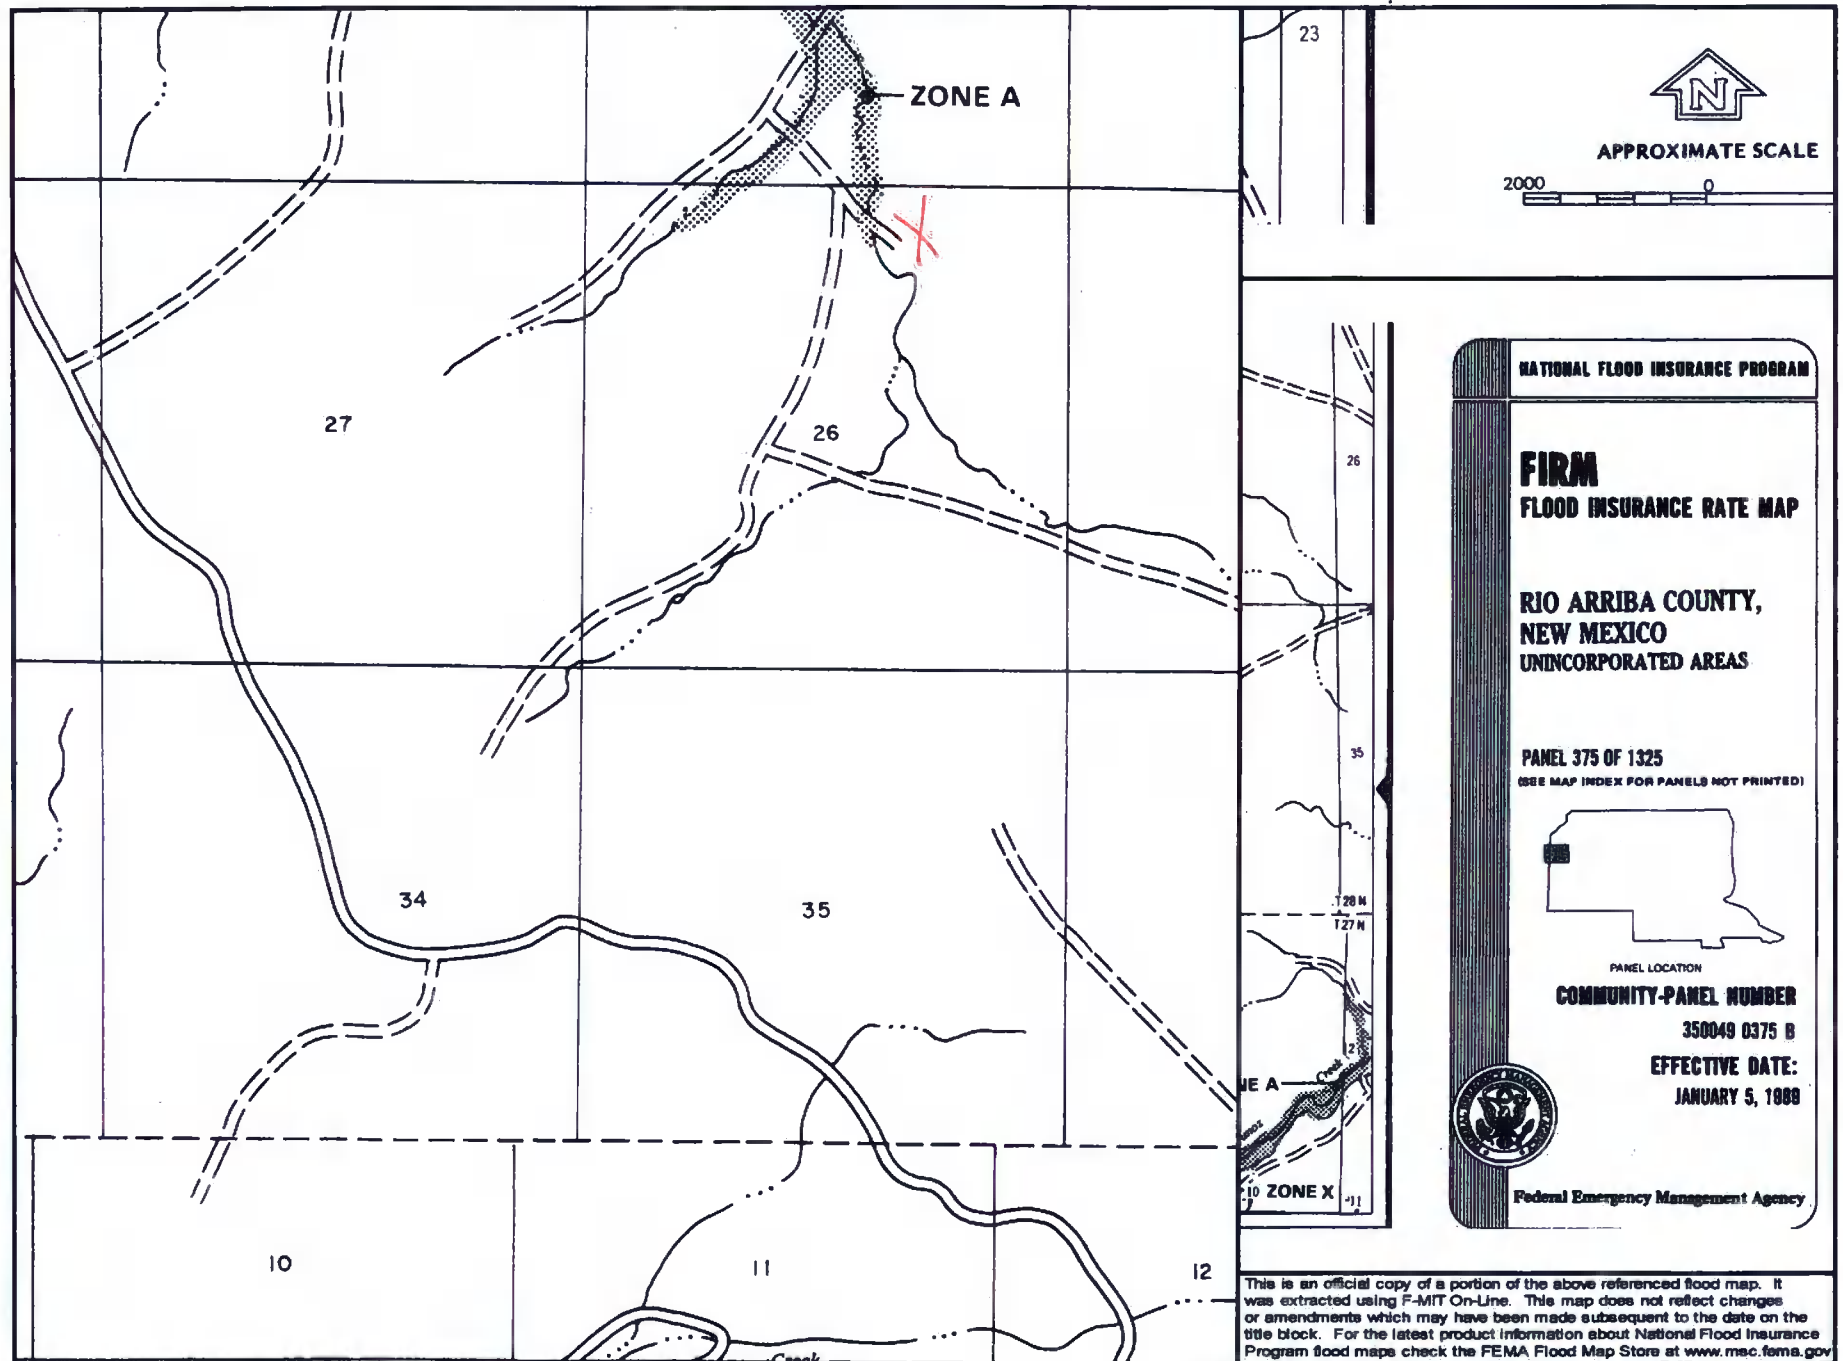 ZONE A
27
26
34
35
10
11
12
Creek
23
26
35
T28N
T27N
12
Creek
NE A
10
ZONE X
11
N
APPROXIMATE SCALE
2000 0
NATIONAL FLOOD INSURANCE PROGRAM
FIRM
FLOOD INSURANCE RATE MAP
RIO ARRIBA COUNTY,
NEW MEXICO
UNINCORPORATED AREAS
PANEL 375 OF 1325
(SEE MAP INDEX FOR PANELS NOT PRINTED)
PANEL LOCATION
COMMUNITY-PANEL NUMBER
350049 0375 B
EFFECTIVE DATE:
JANUARY 5, 1989
Federal Emergency Management Agency
This is an official copy of a portion of the above referenced flood map. It
was extracted using F-MIT On-Line. This map does not reflect changes
or amendments which may have been made subsequent to the date on the
title block. For the latest product information about National Flood Insurance
Program flood maps check the FEMA Flood Map Store at www.msc.fema.gov